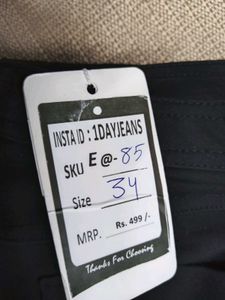 INSTA ID : 1DAYJEANS
SKU E @- 85
Size 34
MRP. Rs. 499 /-
Thanks For Choosing